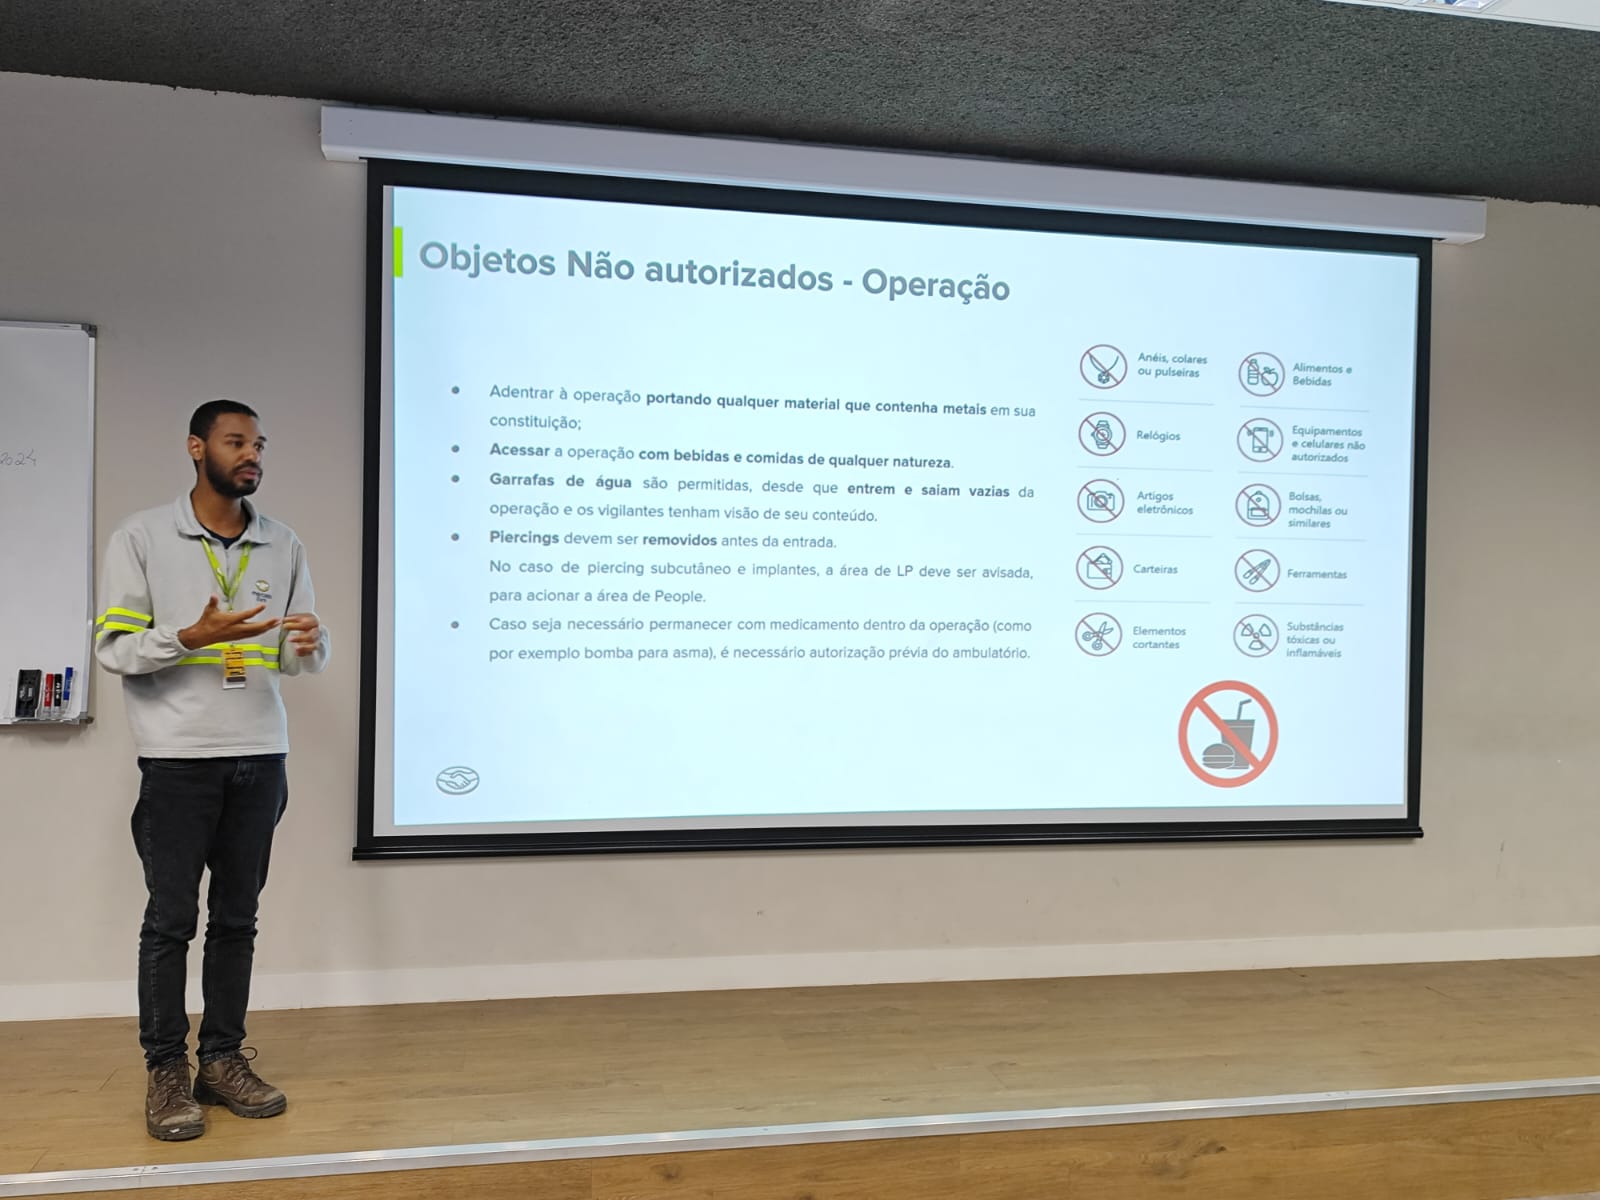 Objetos Não autorizados - Operação
● Adentrar à operação portando qualquer material que contenha metais em sua
constituição;
● Acessar a operação com bebidas e comidas de qualquer natureza.
● Garrafas de água são permitidas, desde que entrem e saiam vazias da
operação e os vigilantes tenham visão de seu conteúdo.
● Piercings devem ser removidos antes da entrada.
No caso de piercing subcutâneo e implantes, a área de LP deve ser avisada,
para acionar a área de People.
● Caso seja necessário permanecer com medicamento dentro da operação (como
por exemplo bomba para asma), é necessário autorização prévia do ambulatório.
Anéis, colares
ou pulseiras
Alimentos e
Bebidas
Relógios
Equipamentos
e celulares não
autorizados
Artigos
eletrônicos
Bolsas,
mochilas ou
similares
Carteiras
Ferramentas
Elementos
cortantes
Substâncias
tóxicas ou
inflamáveis
2024